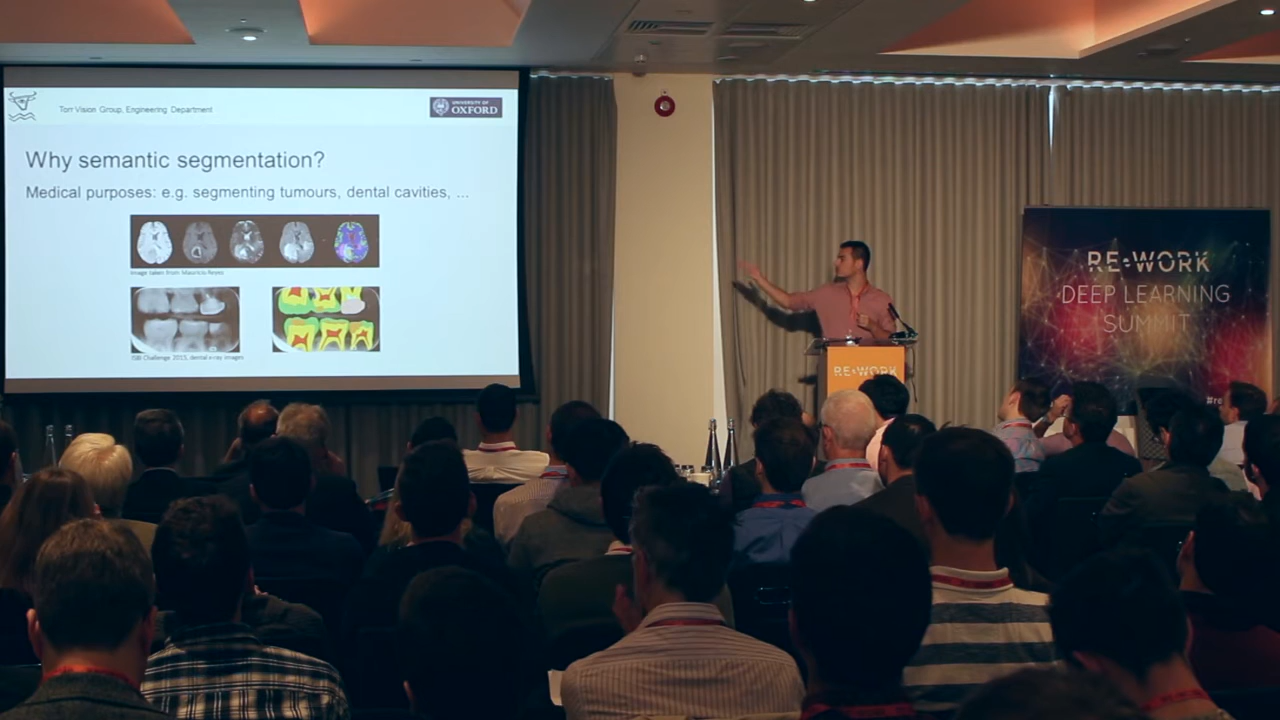 Torr Vision Group, Engineering Department
UNIVERSITY OF
OXFORD
Why semantic segmentation?
Medical purposes: e.g. segmenting tumours, dental cavities, ...
Image taken from Mauricio Reyes
ISBI Challenge 2015, dental x-ray images
RE•WORK
RE•WORK
DEEP LEARNING
SUMMIT